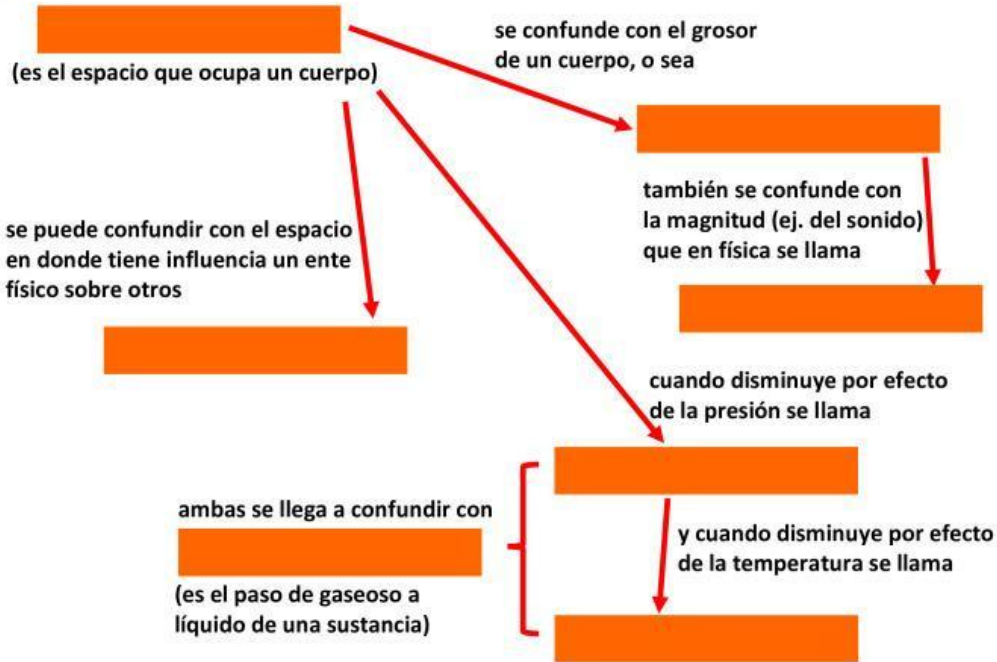 (es el espacio que ocupa un cuerpo)
se confunde con el grosor
de un cuerpo, o sea
también se confunde con
la magnitud (ej. del sonido)
que en física se llama
se puede confundir con el espacio
en donde tiene influencia un ente
físico sobre otros
cuando disminuye por efecto
de la presión se llama
ambas se llega a confundir con
(es el paso de gaseoso a
líquido de una sustancia)
y cuando disminuye por efecto
de la temperatura se llama